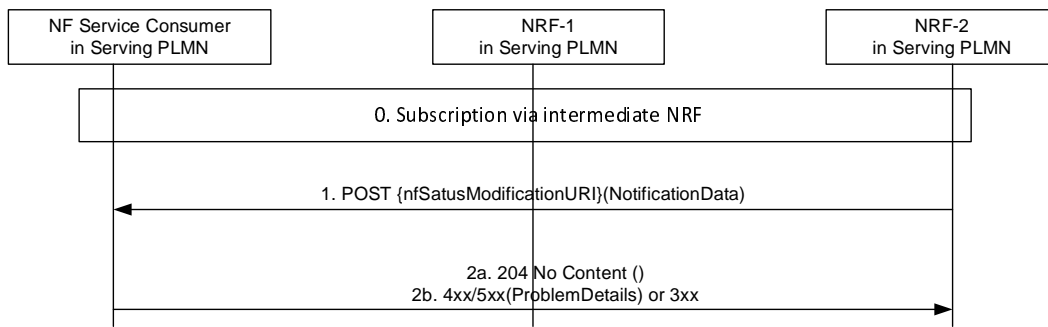 NF Service Consumer
in Serving PLMN
NRF-1
in Serving PLMN
NRF-2
in Serving PLMN
0. Subscription via intermediate NRF
1. POST {nfSatusModificationURI}(NotificationData)
2a. 204 No Content ()
2b. 4xx/5xx(ProblemDetails) or 3xx